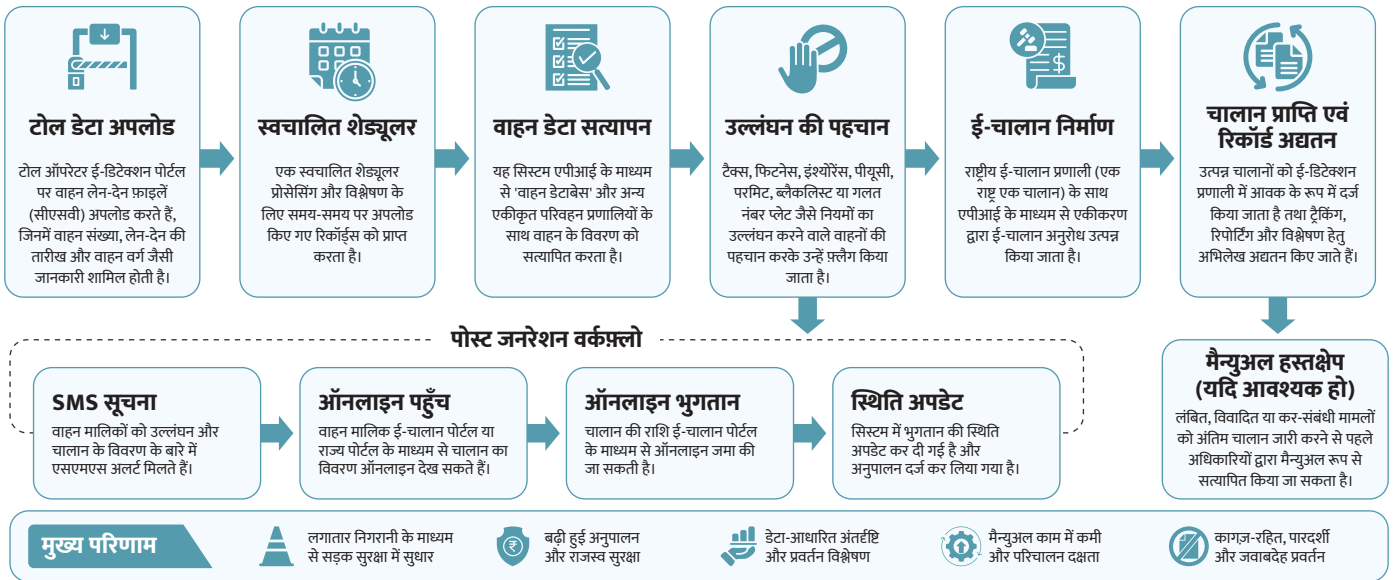 टोल डेटा अपलोड
टोल ऑपरेटर ई-डिटेक्शन पोर्टल
पर वाहन लेन-देन फ़ाइलें
(सीएसवी) अपलोड करते हैं,
जिनमें वाहन संख्या, लेन-देन की
तारीख और वाहन वर्ग जैसी
जानकारी शामिल होती है।
स्वचालित शेड्यूलर
एक स्वचालित शेड्यूलर
प्रोसेसिंग और विश्लेषण के
लिए समय-समय पर अपलोड
किए गए रिकॉर्ड्स को प्राप्त
करता है।
वाहन डेटा सत्यापन
यह सिस्टम एपीआई के माध्यम
से 'वाहन डेटाबेस' और अन्य
एकीकृत परिवहन प्रणालियों के
साथ वाहन के विवरण को
सत्यापित करता है।
उल्लंघन की पहचान
टैक्स, फिटनेस, इंश्योरेंस, पीयूसी,
परमिट, ब्लैकलिस्ट या गलत
नंबर प्लेट जैसे नियमों का
उल्लंघन करने वाले वाहनों की
पहचान करके उन्हें फ़्लैग किया
जाता है।
ई-चालान निर्माण
राष्ट्रीय ई-चालान प्रणाली (एक
राष्ट्र एक चालान) के साथ
एपीआई के माध्यम से एकीकरण
द्वारा ई-चालान अनुरोध उत्पन्न
किया जाता है।
चालान प्राप्ति एवं
रिकॉर्ड अद्यतन
उत्पन्न चालानों को ई-डिटेक्शन
प्रणाली में आवक के रूप में दर्ज
किया जाता है तथा ट्रैकिंग,
रिपोर्टिंग और विश्लेषण हेतु
अभिलेख अद्यतन किए जाते हैं।
पोस्ट जनरेशन वर्कफ़्लो
SMS सूचना
वाहन मालिकों को उल्लंघन और
चालान के विवरण के बारे में
एसएमएस अलर्ट मिलते हैं।
ऑनलाइन पहुँच
वाहन मालिक ई-चालान पोर्टल या
राज्य पोर्टल के माध्यम से चालान का
विवरण ऑनलाइन देख सकते हैं।
ऑनलाइन भुगतान
चालान की राशि ई-चालान पोर्टल
के माध्यम से ऑनलाइन जमा की
जा सकती है।
स्थिति अपडेट
सिस्टम में भुगतान की स्थिति
अपडेट कर दी गई है और
अनुपालन दर्ज कर लिया गया है।
मैन्युअल हस्तक्षेप
(यदि आवश्यक हो)
लंबित, विवादित या कर-संबंधी मामलों
को अंतिम चालान जारी करने से पहले
अधिकारियों द्वारा मैन्युअल रूप से
सत्यापित किया जा सकता है।
मुख्य परिणाम
लगातार निगरानी के माध्यम
से सड़क सुरक्षा में सुधार
बढ़ी हुई अनुपालन
और राजस्व सुरक्षा
डेटा-आधारित अंतर्दृष्टि
और प्रवर्तन विश्लेषण
मैन्युअल काम में कमी
और परिचालन दक्षता
कागज़-रहित, पारदर्शी
और जवाबदेह प्रवर्तन